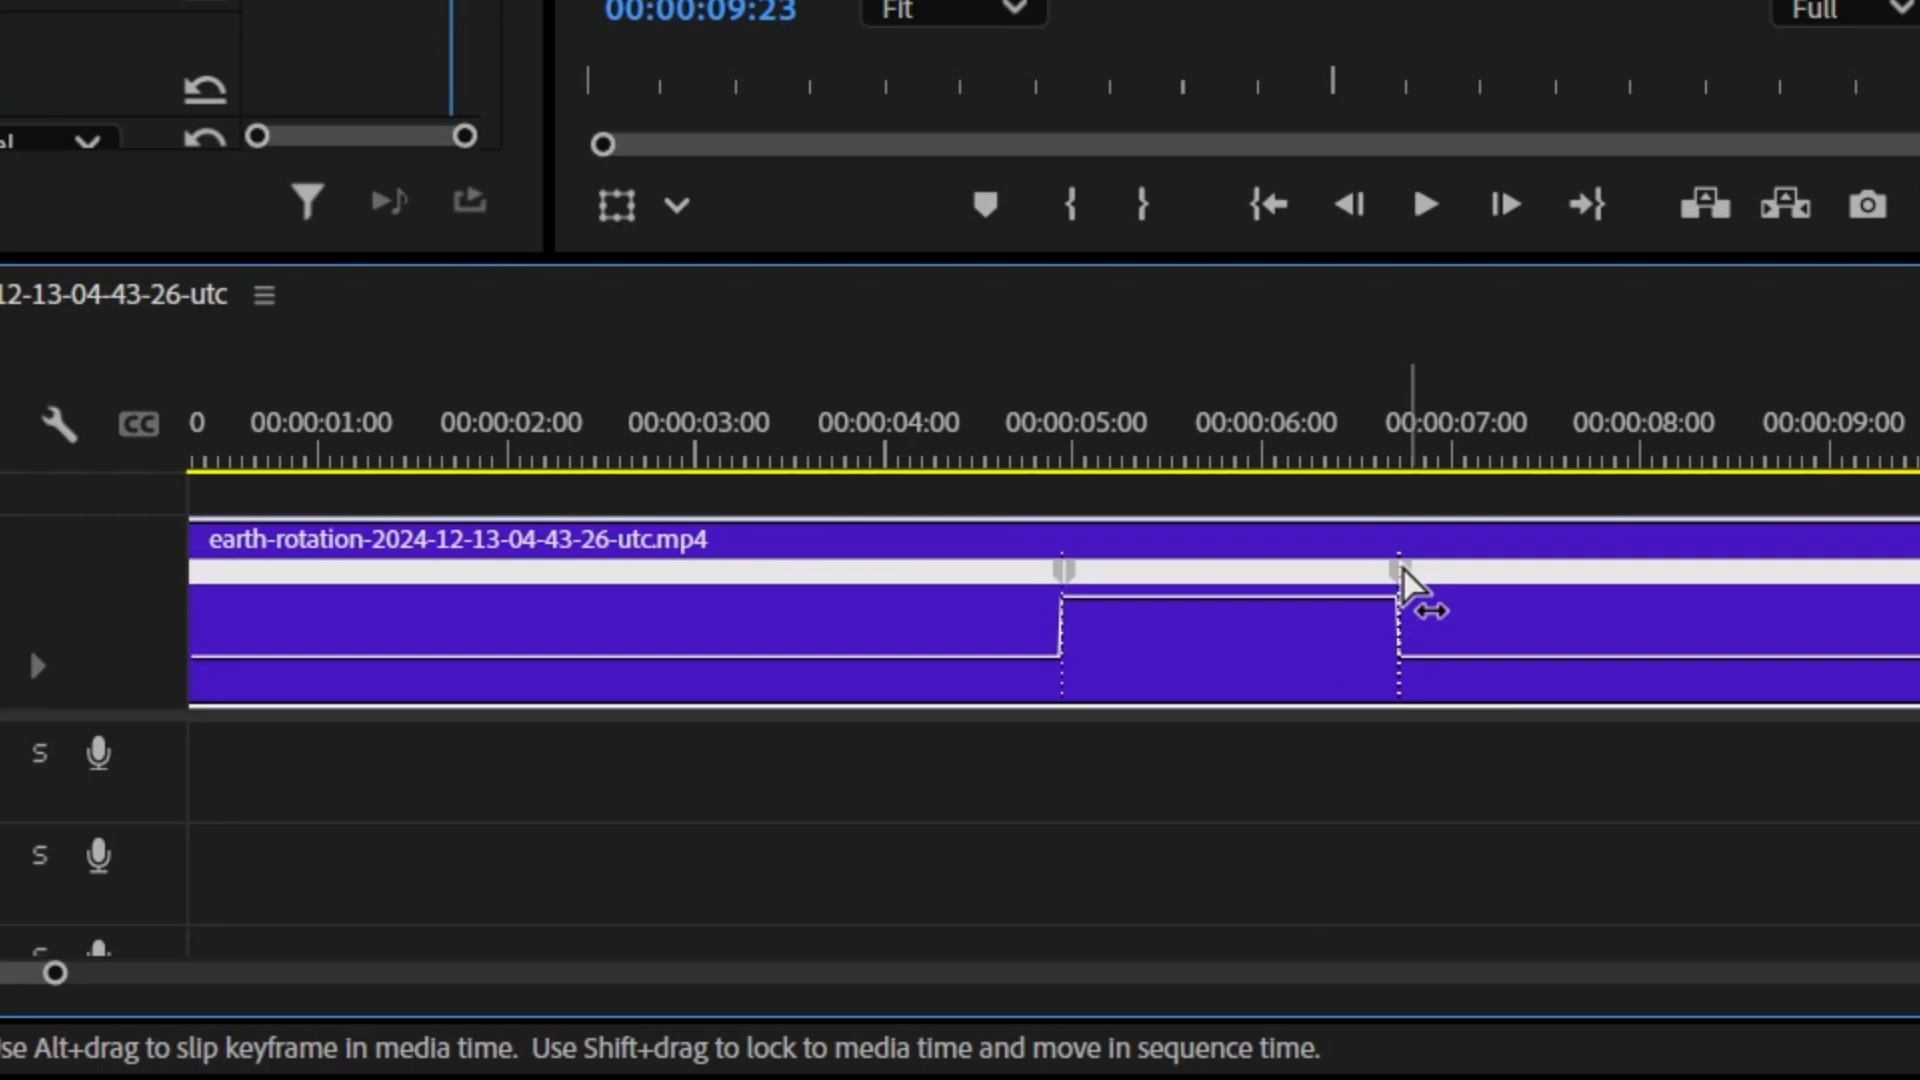 00:00:09:23 Fit Full
el
12-13-04-43-26-utc
CC 0 00:00:01:00 00:00:02:00 00:00:03:00 00:00:04:00 00:00:05:00 00:00:06:00 00:00:07:00 00:00:08:00 00:00:09:00
earth-rotation-2024-12-13-04-43-26-utc.mp4
S
S
S
se Alt+drag to slip keyframe in media time. Use Shift+drag to lock to media time and move in sequence time.